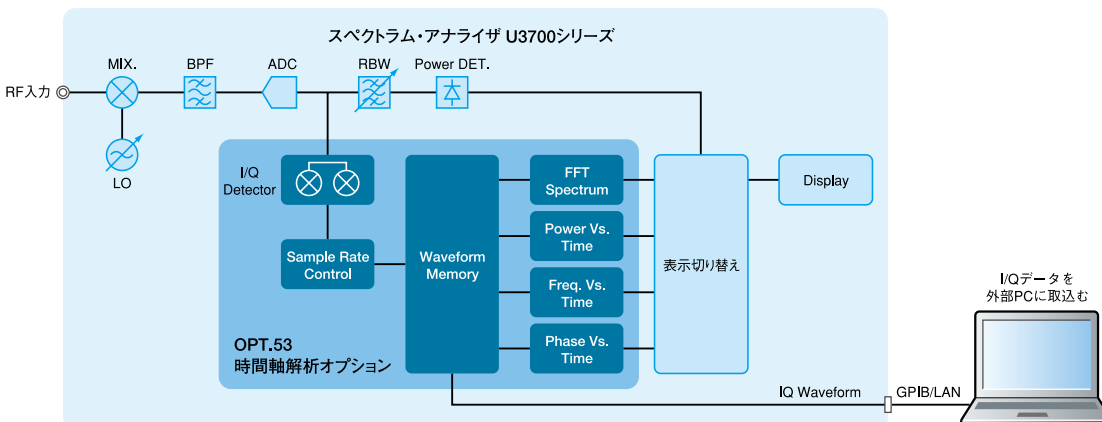 スペクトラム・アナライザ U3700シリーズ
MIX.
BPF
ADC
RBW
Power DET.
RF入力
LO
I/Q
Detector
Sample Rate
Control
Waveform
Memory
FFT
Spectrum
Power Vs.
Time
Freq. Vs.
Time
Phase Vs.
Time
表示切り替え
Display
OPT.53
時間軸解析オプション
I/Qデータを
外部PCに取込む
IQ Waveform
GPIB/LAN